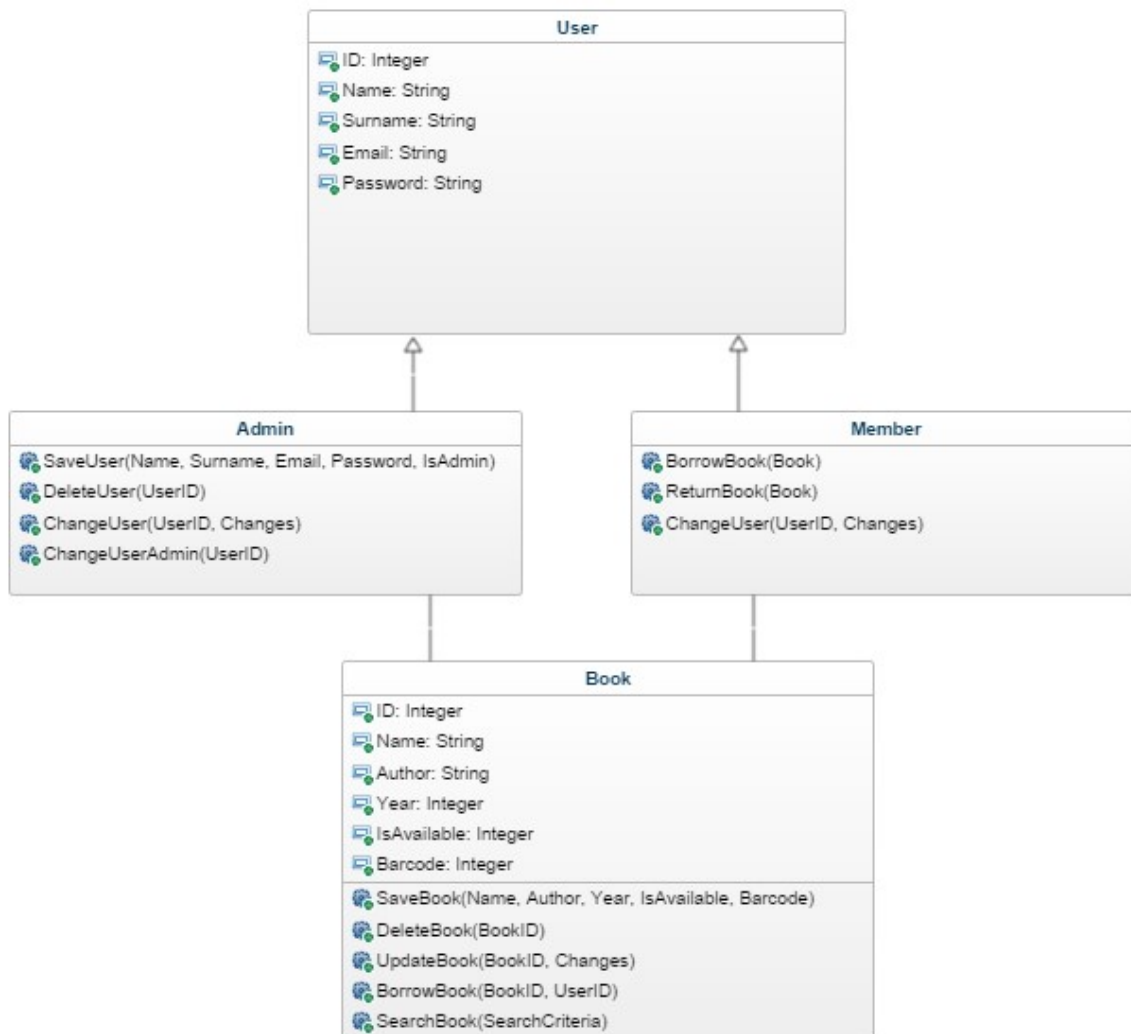 User
ID: Integer
Name: String
Surname: String
Email: String
Password: String
Admin
SaveUser(Name, Surname, Email, Password, IsAdmin)
DeleteUser(UserID)
ChangeUser(UserID, Changes)
ChangeUserAdmin(UserID)
Member
BorrowBook(Book)
ReturnBook(Book)
ChangeUser(UserID, Changes)
Book
ID: Integer
Name: String
Author: String
Year: Integer
IsAvailable: Integer
Barcode: Integer
SaveBook(Name, Author, Year, IsAvailable, Barcode)
DeleteBook(BookID)
UpdateBook(BookID, Changes)
BorrowBook(BookID, UserID)
SearchBook(SearchCriteria)